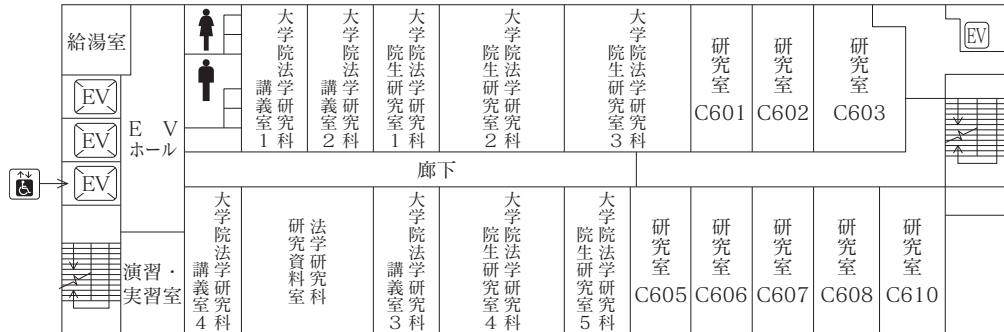 給湯室
EV
EV
EV
E V
ホール
大学院法学研究科
講義室1
大学院法学研究科
講義室2
大学院法学研究科
院生研究室1
大学院法学研究科
院生研究室2
大学院法学研究科
院生研究室3
研究室
C601
研究室
C602
研究室
C603
EV
廊下
演習・
実習室
大学院法学研究科
講義室4
法学研究科
研究資料室
大学院法学研究科
講義室3
大学院法学研究科
院生研究室4
大学院法学研究科
院生研究室5
研究室
C605
研究室
C606
研究室
C607
研究室
C608
研究室
C610